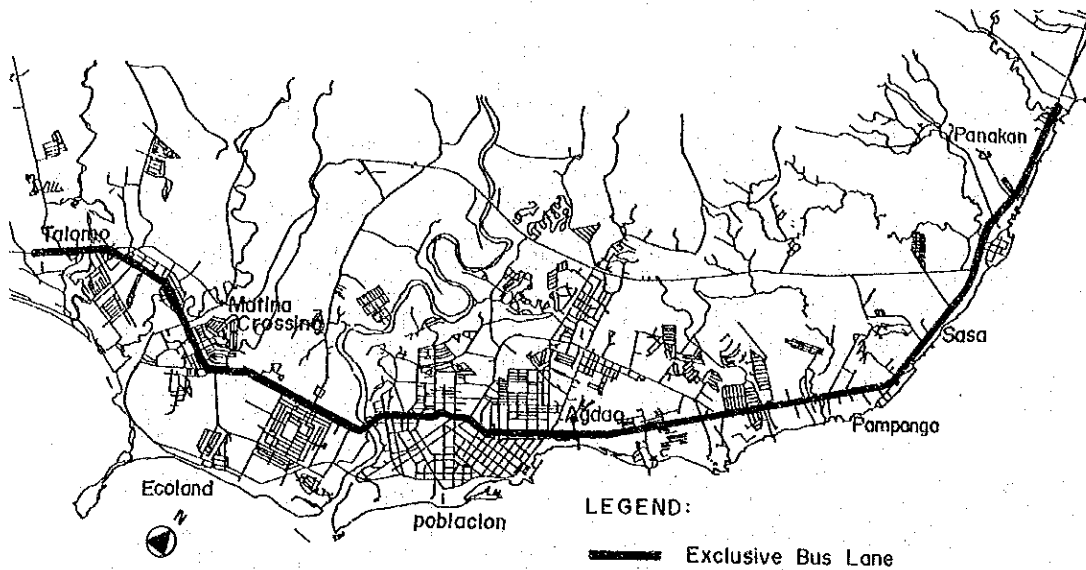 Panakan
Talomo
Matina
Crossing
Sasa
Agdao
Pampanga
Ecoland
N
poblacion
LEGEND:
Exclusive Bus Lane